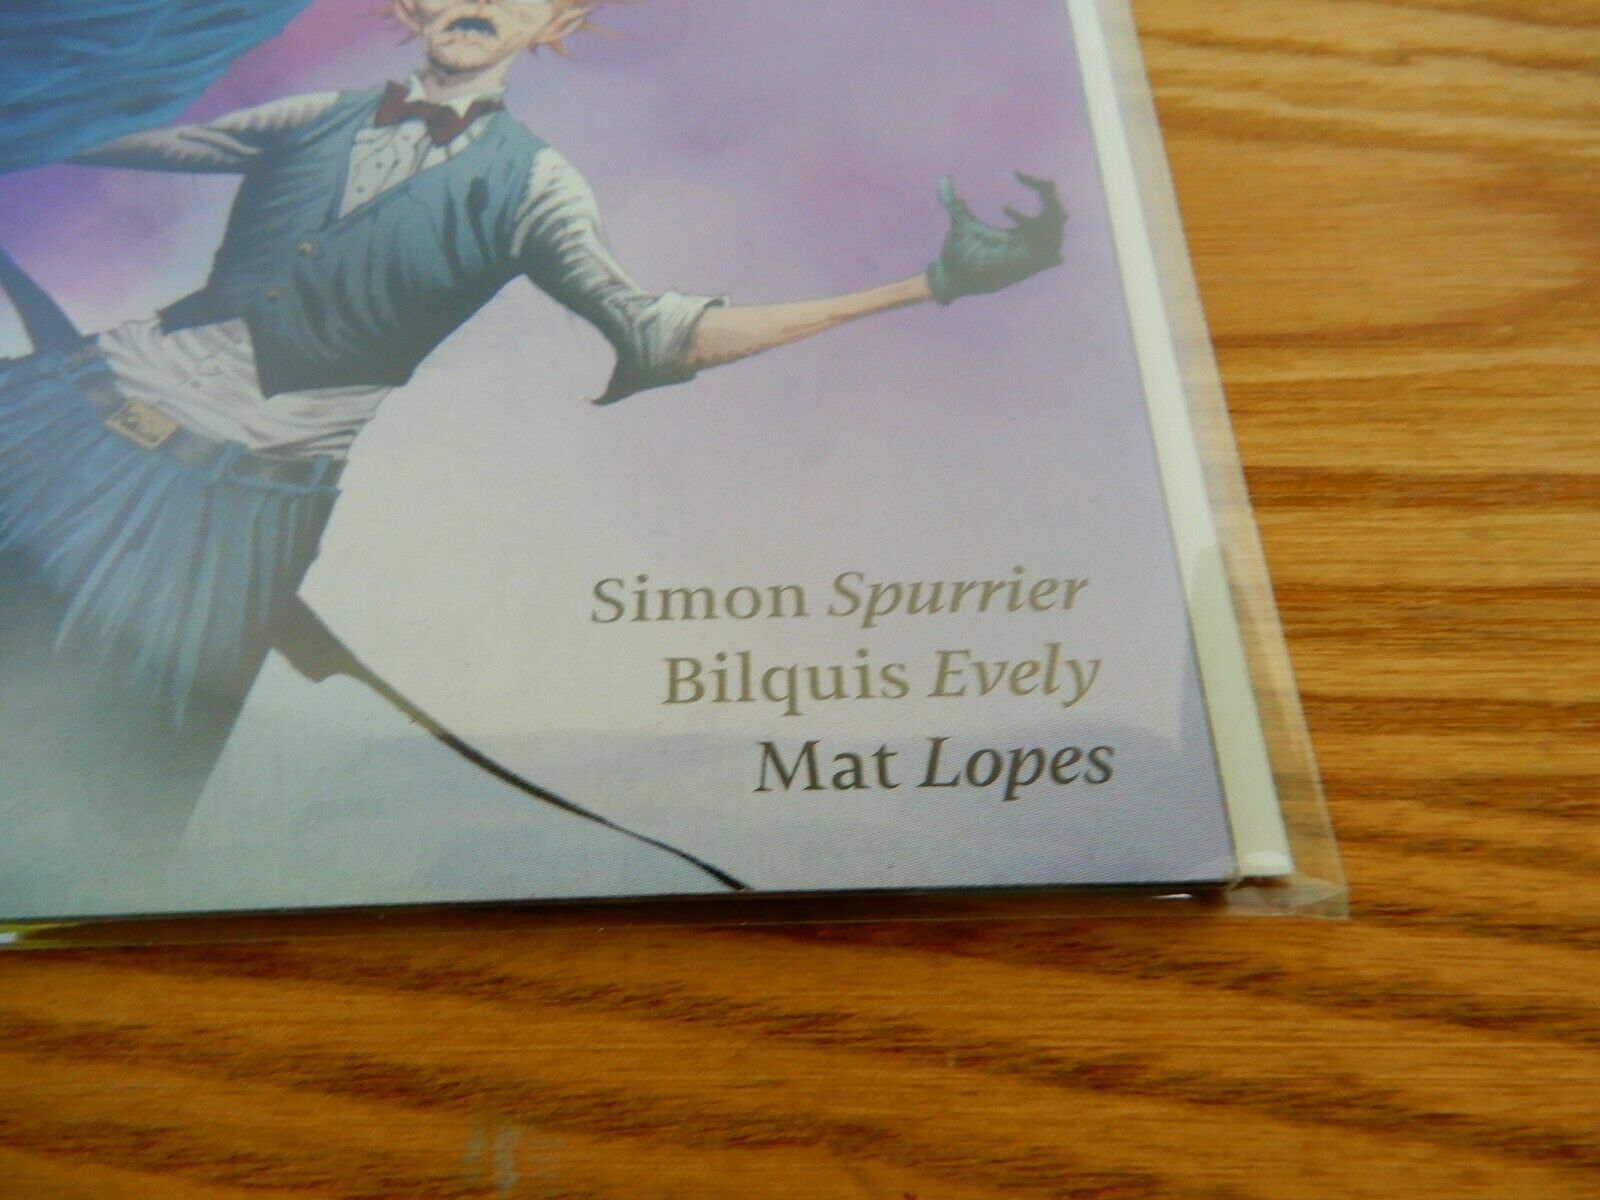 Simon Spurrier
Bilquis Evely
Mat Lopes